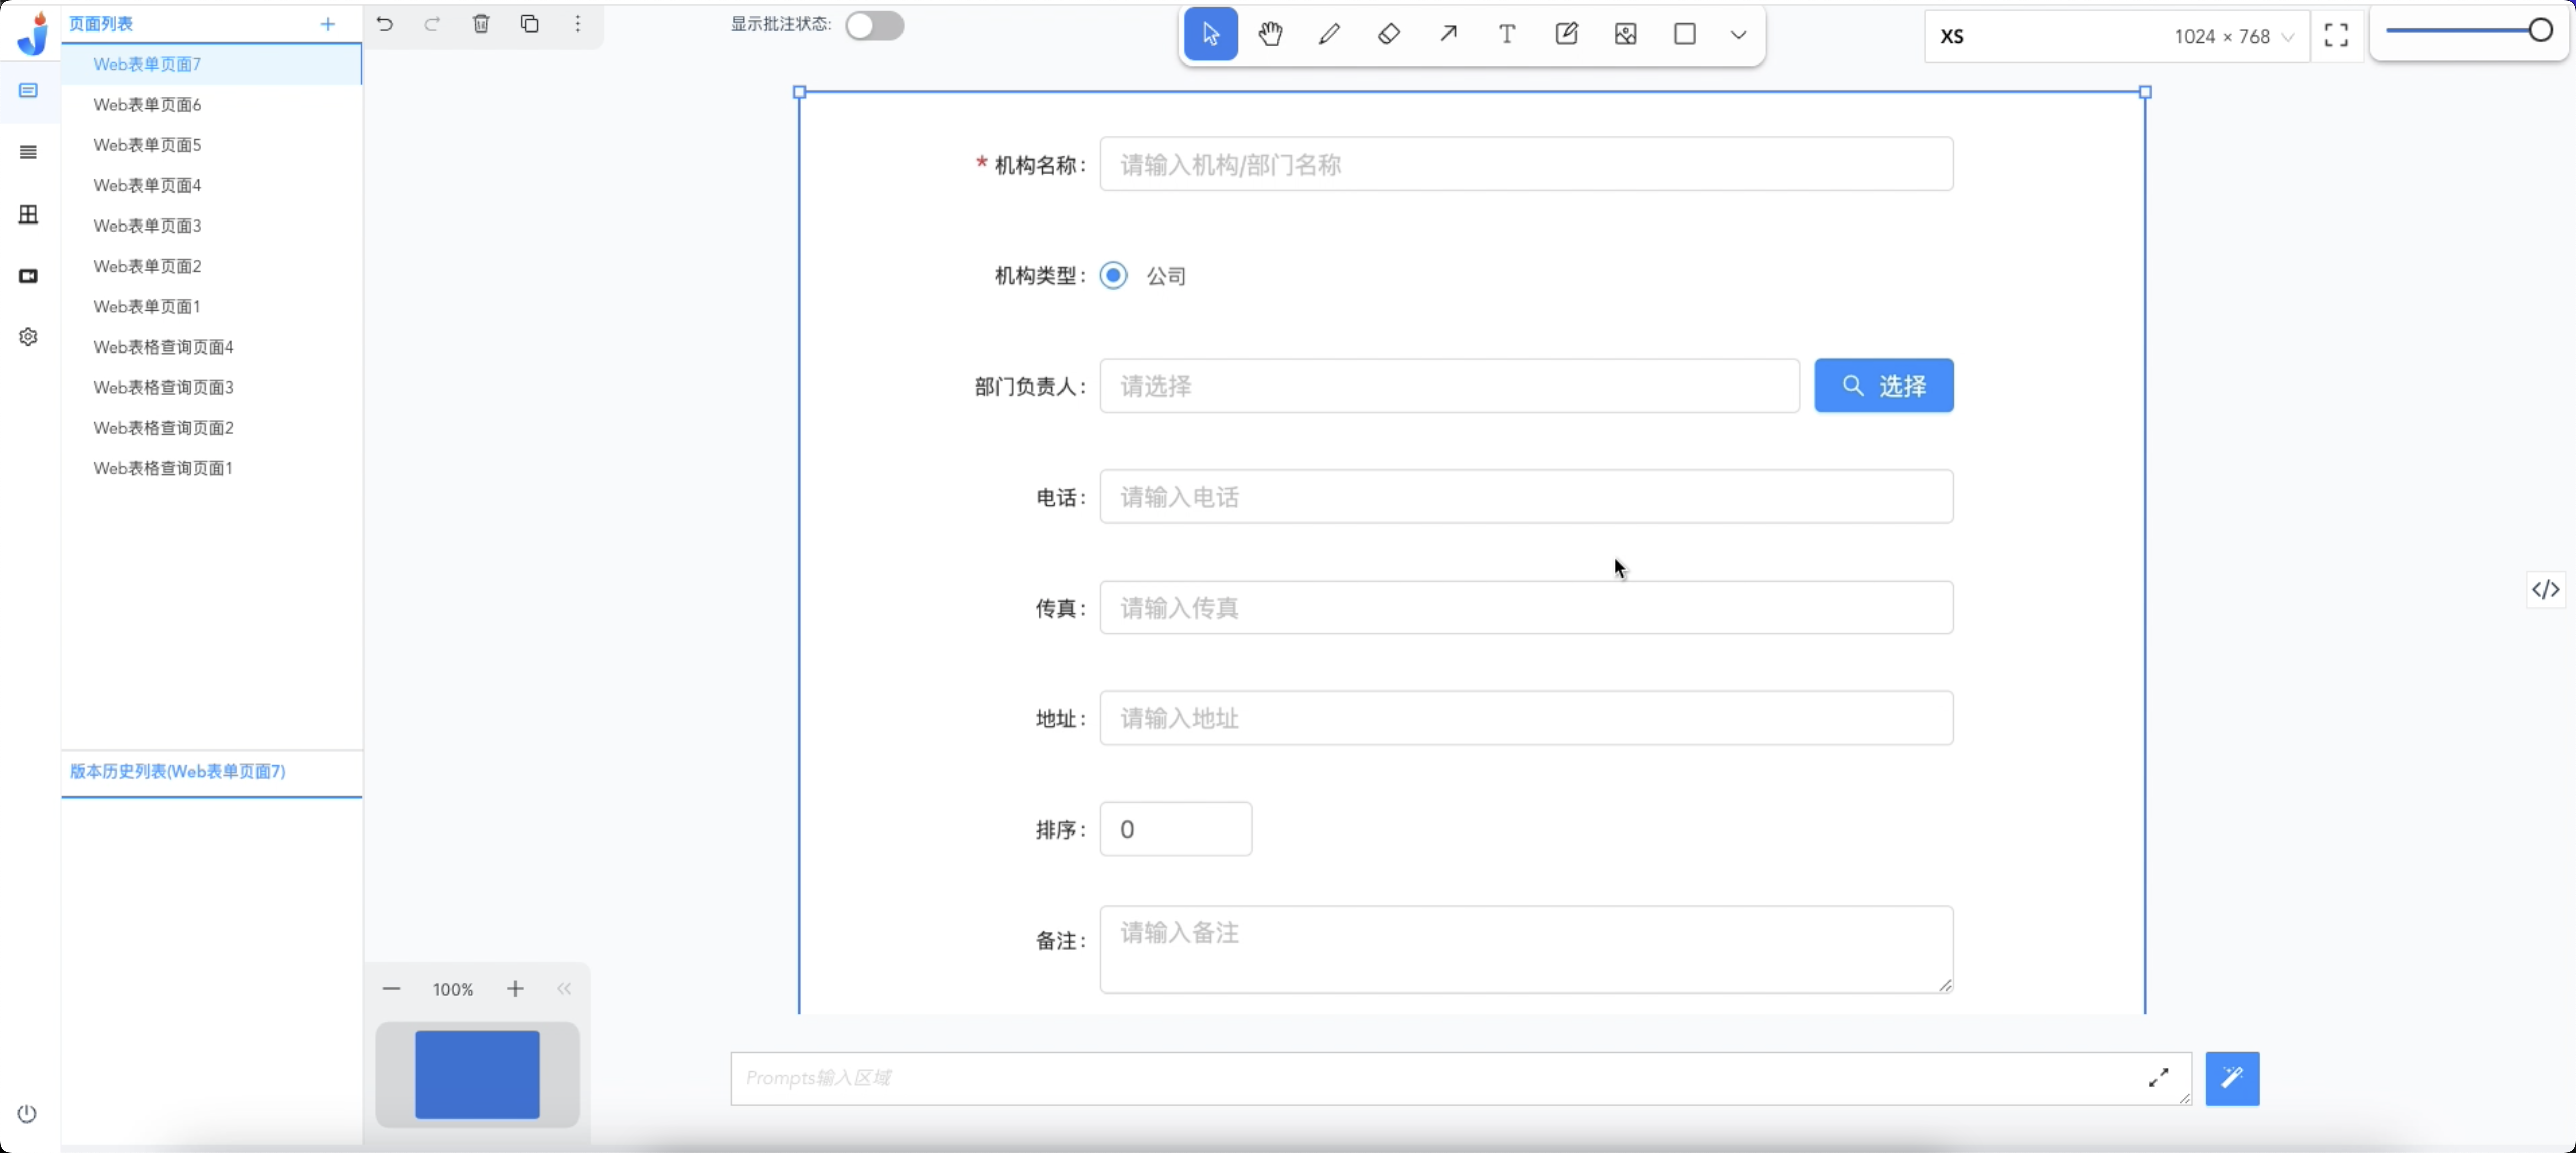 页面列表
显示批注状态:
XS
1024 × 768
Web表单页面7
Web表单页面6
Web表单页面5
Web表单页面4
Web表单页面3
Web表单页面2
Web表单页面1
Web表格查询页面4
Web表格查询页面3
Web表格查询页面2
Web表格查询页面1
版本历史列表(Web表单页面7)
* 机构名称:
请输入机构/部门名称
机构类型:
公司
部门负责人:
请选择
选择
电话:
请输入电话
传真:
请输入传真
地址:
请输入地址
排序:
0
备注:
请输入备注
100%
Prompts输入区域